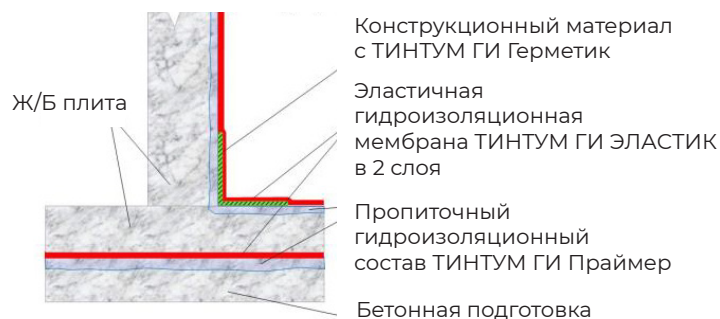 Конструкционный материал
с ТИНТУМ ГИ Герметик
Ж/Б плита
Эластичная
гидроизоляционная
мембрана ТИНТУМ ГИ ЭЛАСТИК
в 2 слоя
Пропиточный
гидроизоляционный
состав ТИНТУМ ГИ Праймер
Бетонная подготовка